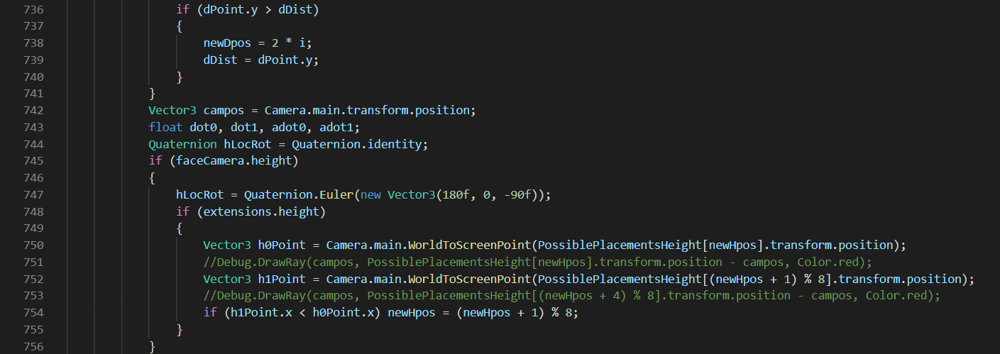 736 if (dPoint.y > dDist)
737 {
738 newDpos = 2 * i;
739 dDist = dPoint.y;
740 }
741 }
742 Vector3 campos = Camera.main.transform.position;
743 float dot0, dot1, adot0, adot1;
744 Quaternion hLocRot = Quaternion.identity;
745 if (faceCamera.height)
746 {
747 hLocRot = Quaternion.Euler(new Vector3(180f, 0, -90f));
748 if (extensions.height)
749 {
750 Vector3 h0Point = Camera.main.WorldToScreenPoint(PossiblePlacementsHeight[newHpos].transform.position);
751 //Debug.DrawRay(campos, PossiblePlacementsHeight[newHpos].transform.position - campos, Color.red);
752 Vector3 h1Point = Camera.main.WorldToScreenPoint(PossiblePlacementsHeight[(newHpos + 1) % 8].transform.position);
753 //Debug.DrawRay(campos, PossiblePlacementsHeight[(newHpos + 4) % 8].transform.position - campos, Color.red);
754 if (h1Point.x < h0Point.x) newHpos = (newHpos + 1) % 8;
755 }
756 }